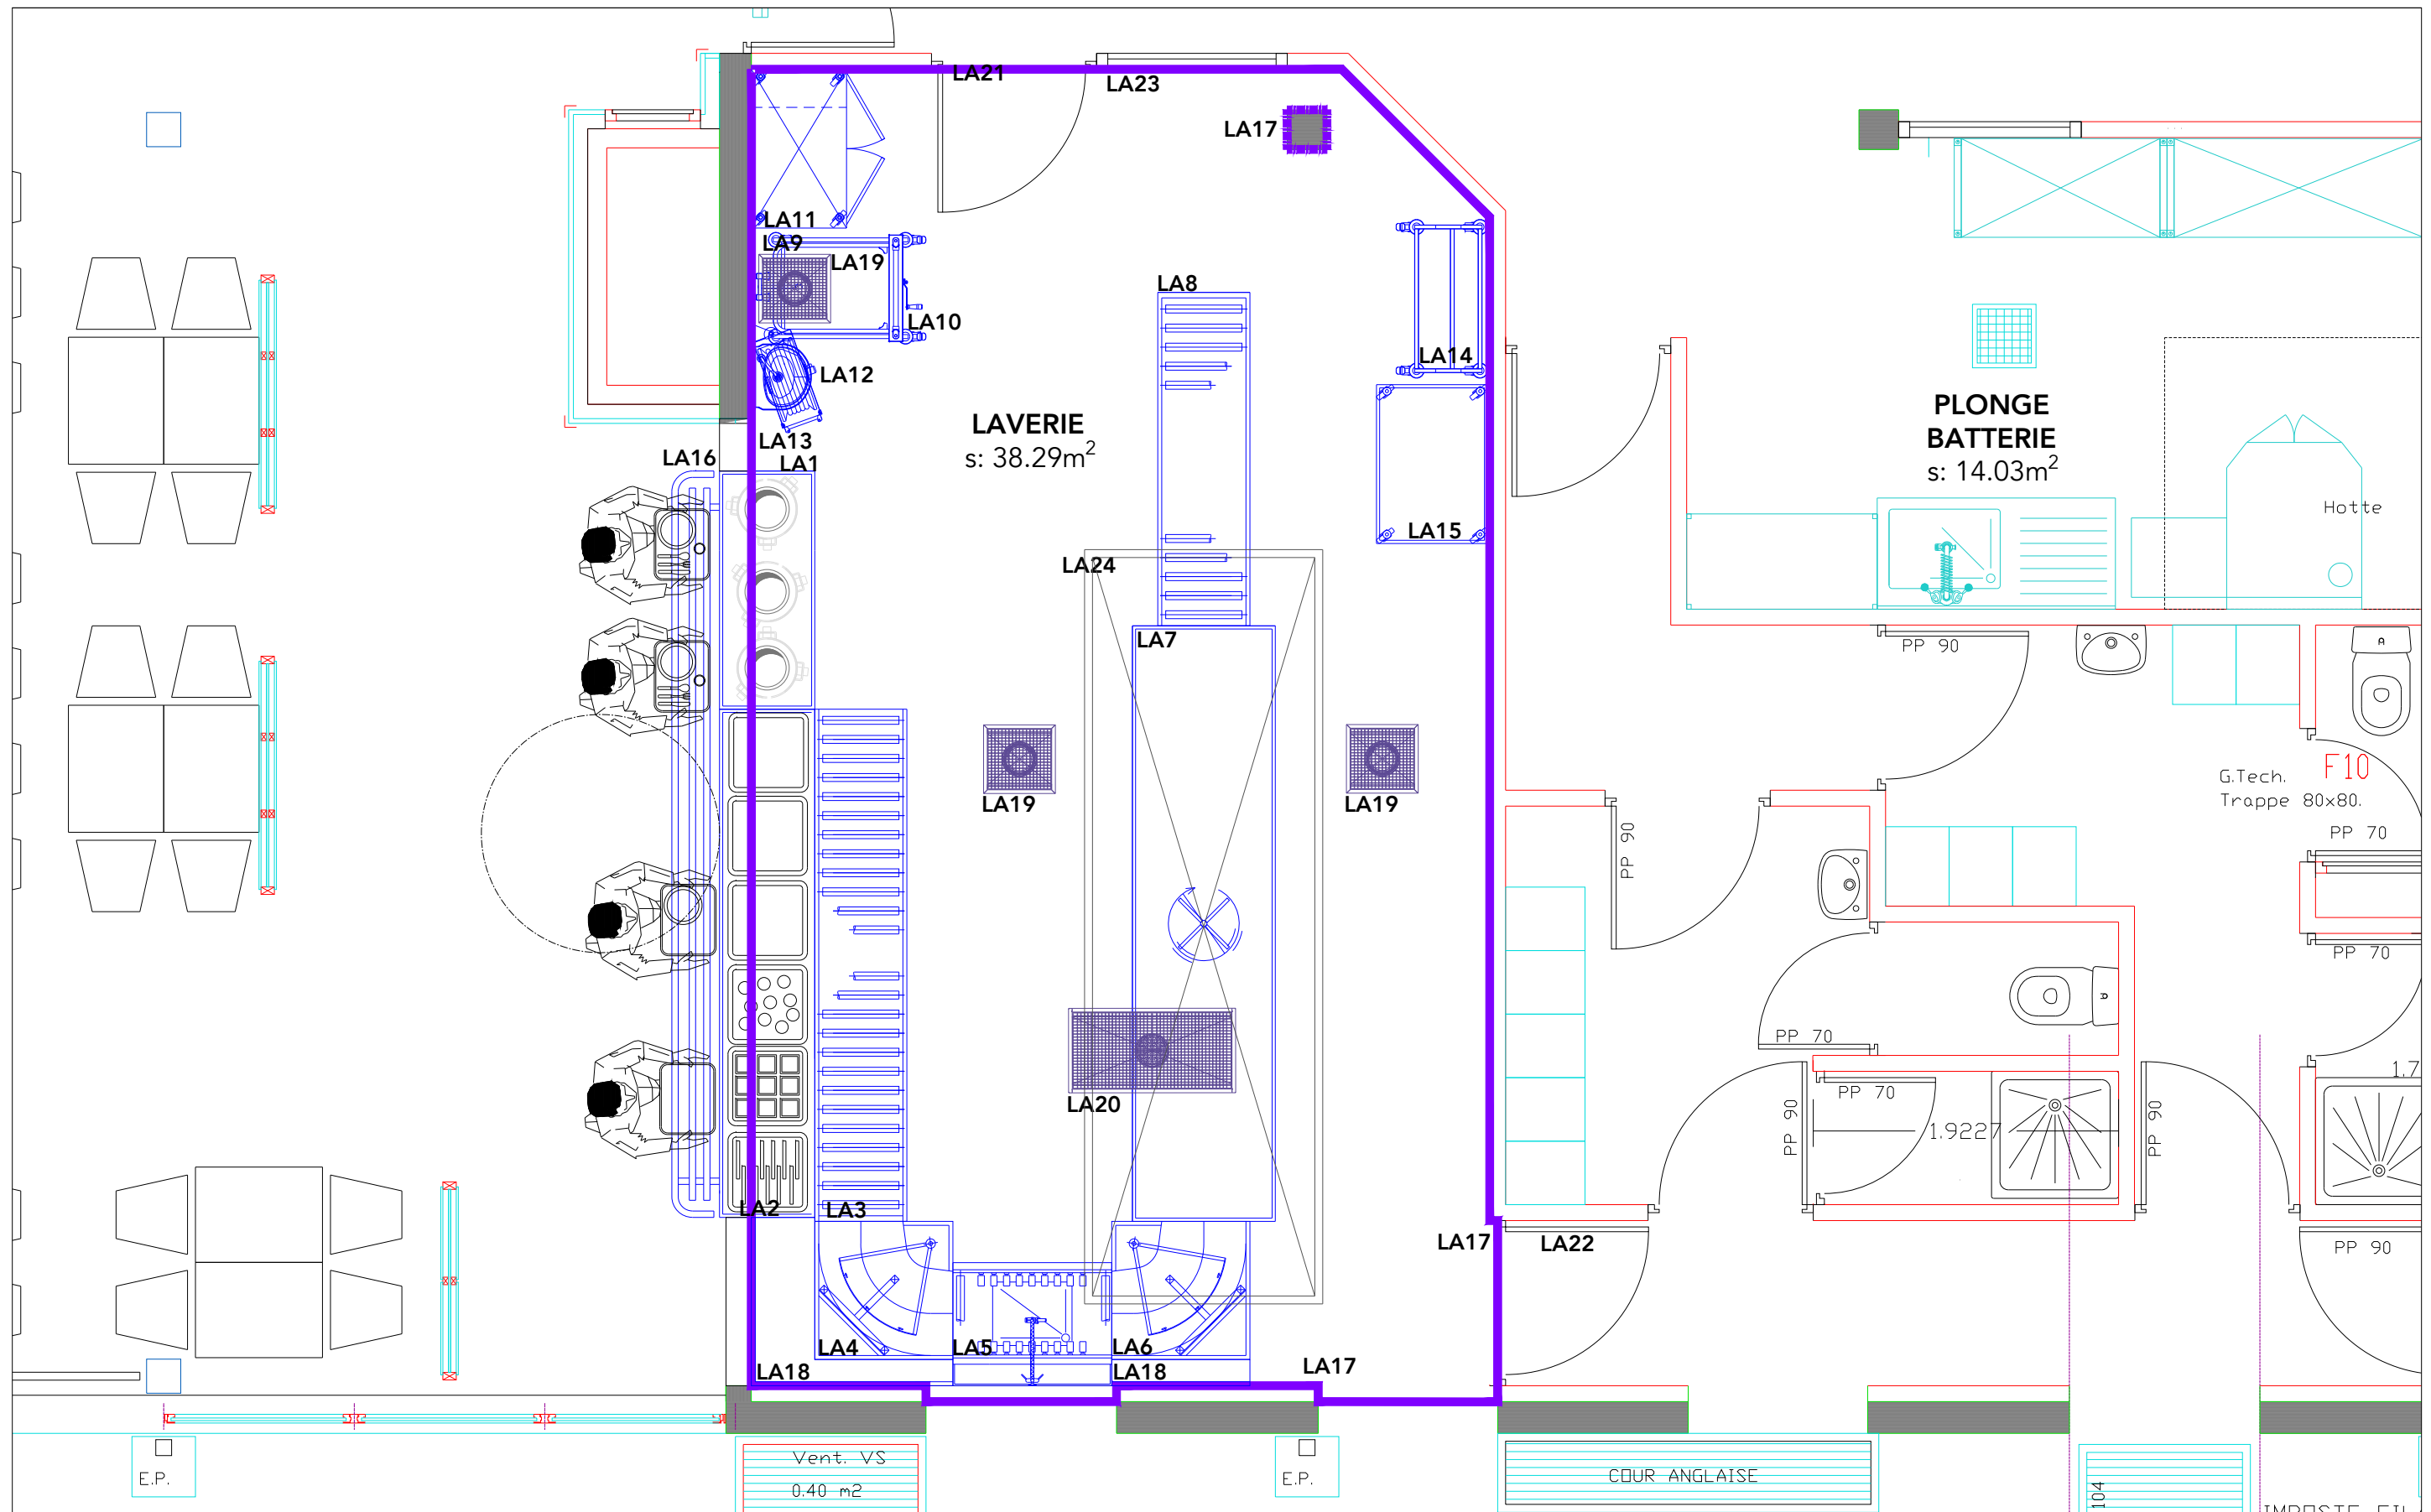 LA21
LA23
LA17
LA11
LA9
LA19
LA8
LA10
LA14
LA12
LAVERIE
s: 38.29m²
PLONGE
BATTERIE
s: 14.03m²
LA13
LA16
LA1
Hotte
LA15
LA24
LA7
PP 90
A
F10
G.Tech.
Trappe 80x80.
LA19
LA19
PP 90
PP 70
PP 70
A
PP 70
LA20
1.7
PP 70
PP 90
1.9227
PP 90
LA2
LA3
LA17
LA22
PP 90
LA4
LA5
LA6
LA18
LA18
LA17
Vent. VS
0.40 m2
E.P.
E.P.
COUR ANGLAISE
104